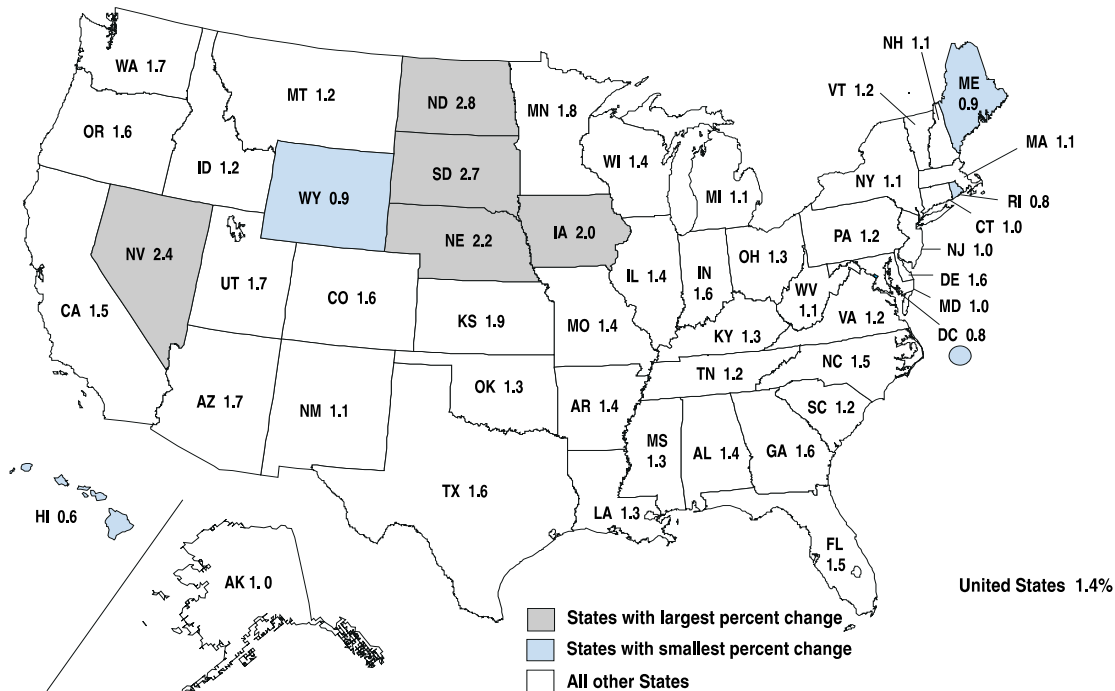 NH 1.1
WA 1.7
ME
0.9
MT 1.2
VT 1.2
ND 2.8
MN 1.8
OR 1.6
MA 1.1
WI 1.4
ID 1.2
SD 2.7
NY 1.1
MI 1.1
WY 0.9
RI 0.8
CT 1.0
PA 1.2
IA 2.0
NE 2.2
NJ 1.0
NV 2.4
OH 1.3
IL 1.4
IN
1.6
UT 1.7
DE 1.6
WV
1.1
CO 1.6
MD 1.0
CA 1.5
VA 1.2
KS 1.9
MO 1.4
DC 0.8
KY 1.3
NC 1.5
TN 1.2
OK 1.3
AZ 1.7
NM 1.1
AR 1.4
SC 1.2
MS
1.3
AL 1.4
GA 1.6
TX 1.6
HI 0.6
LA 1.3
FL
1.5
AK 1.0
United States 1.4%
States with largest percent change
States with smallest percent change
All other States